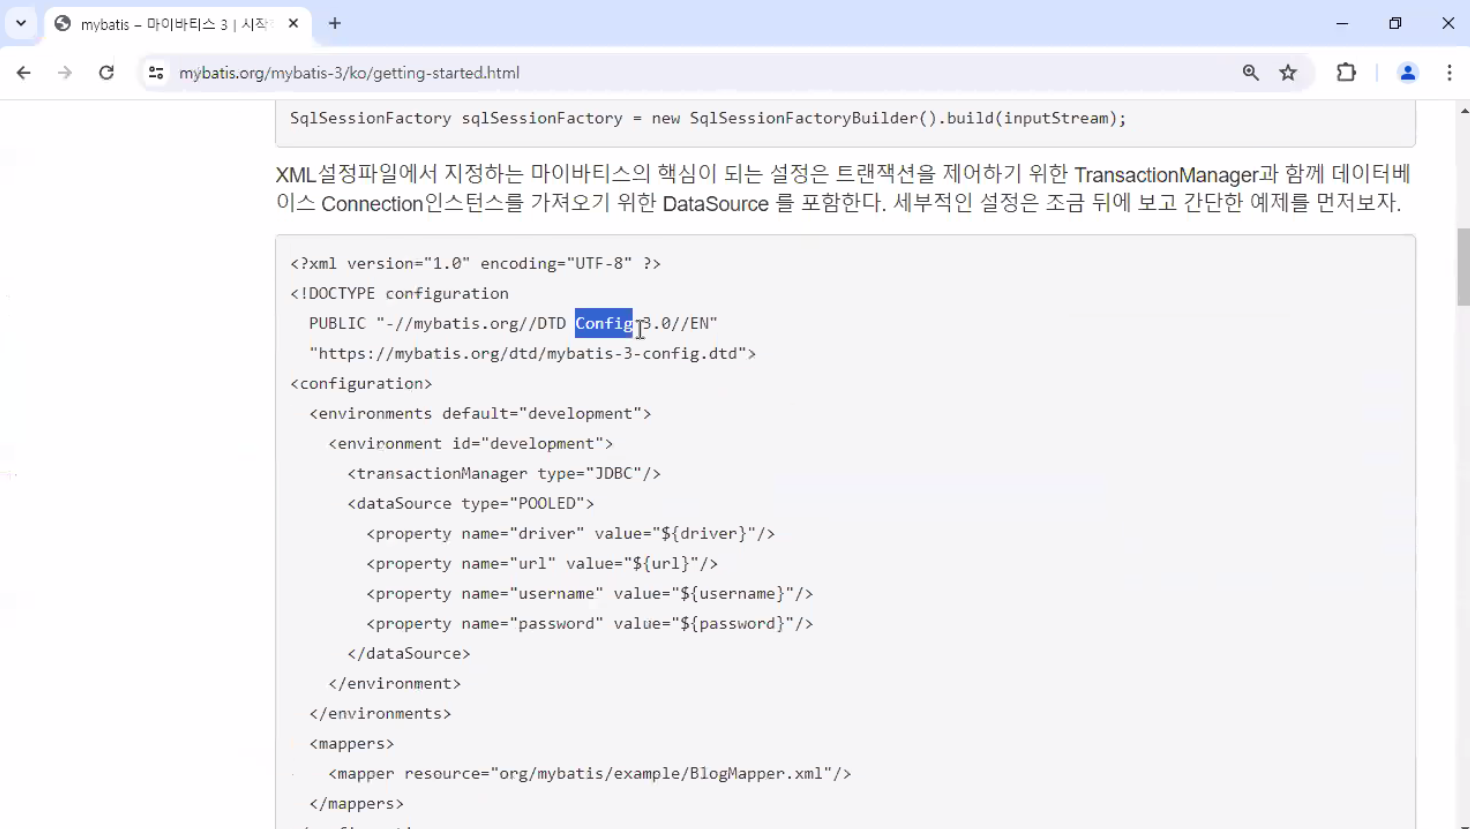 mybatis – 마이바티스 3 | 시작
mybatis.org/mybatis-3/ko/getting-started.html
SqlSessionFactory sqlSessionFactory = new SqlSessionFactoryBuilder().build(inputStream);
XML설정파일에서 지정하는 마이바티스의 핵심이 되는 설정은 트랜잭션을 제어하기 위한 TransactionManager과 함께 데이터베
이스 Connection인스턴스를 가져오기 위한 DataSource 를 포함한다. 세부적인 설정은 조금 뒤에 보고 간단한 예제를 먼저보자.
<?xml version="1.0" encoding="UTF-8" ?>
<!DOCTYPE configuration
PUBLIC "-//mybatis.org//DTD Config 3.0//EN"
"https://mybatis.org/dtd/mybatis-3-config.dtd">
<configuration>
<environments default="development">
<environment id="development">
<transactionManager type="JDBC"/>
<dataSource type="POOLED">
<property name="driver" value="${driver}"/>
<property name="url" value="${url}"/>
<property name="username" value="${username}"/>
<property name="password" value="${password}"/>
</dataSource>
</environment>
</environments>
<mappers>
<mapper resource="org/mybatis/example/BlogMapper.xml"/>
</mappers>